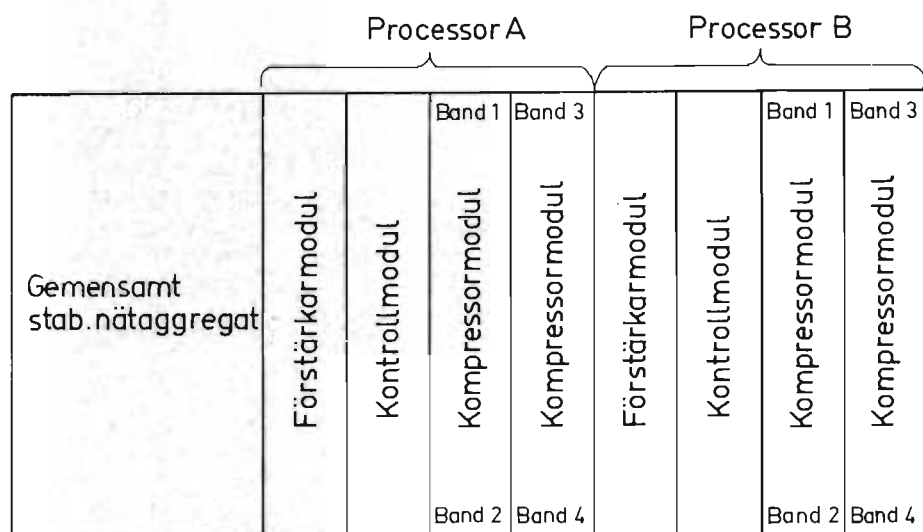 Processor A
Processor B
Band 1
Band 3
Band 1
Band 3
Gemensamt
stab. nätaggregat
Förstärkarmodul
Kontrollmodul
Kompressormodul
Kompressormodul
Förstärkarmodul
Kontrollmodul
Kompressormodul
Kompressormodul
Band 2
Band 4
Band 2
Band 4